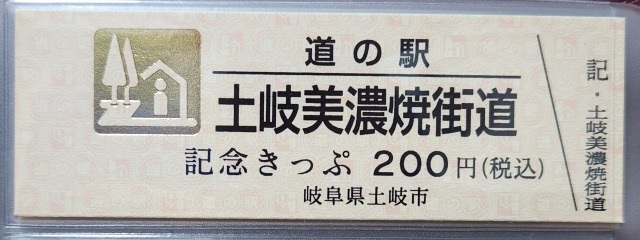 道の駅
土岐美濃焼街道
記念きっぷ 200円(税込)
岐阜県土岐市
記・土岐美濃焼街道